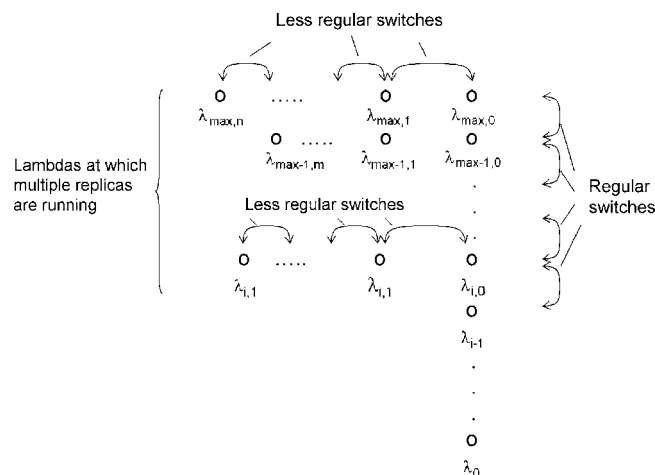 Less regular switches
.....
λmax,n
λmax,1
λmax,0
.....
λmax-1,m
λmax-1,1
λmax-1,0
Lambdas at which
multiple replicas
are running
Regular
switches
Less regular switches
.....
λi,1
λi,1
λi,0
λi-1
λ0